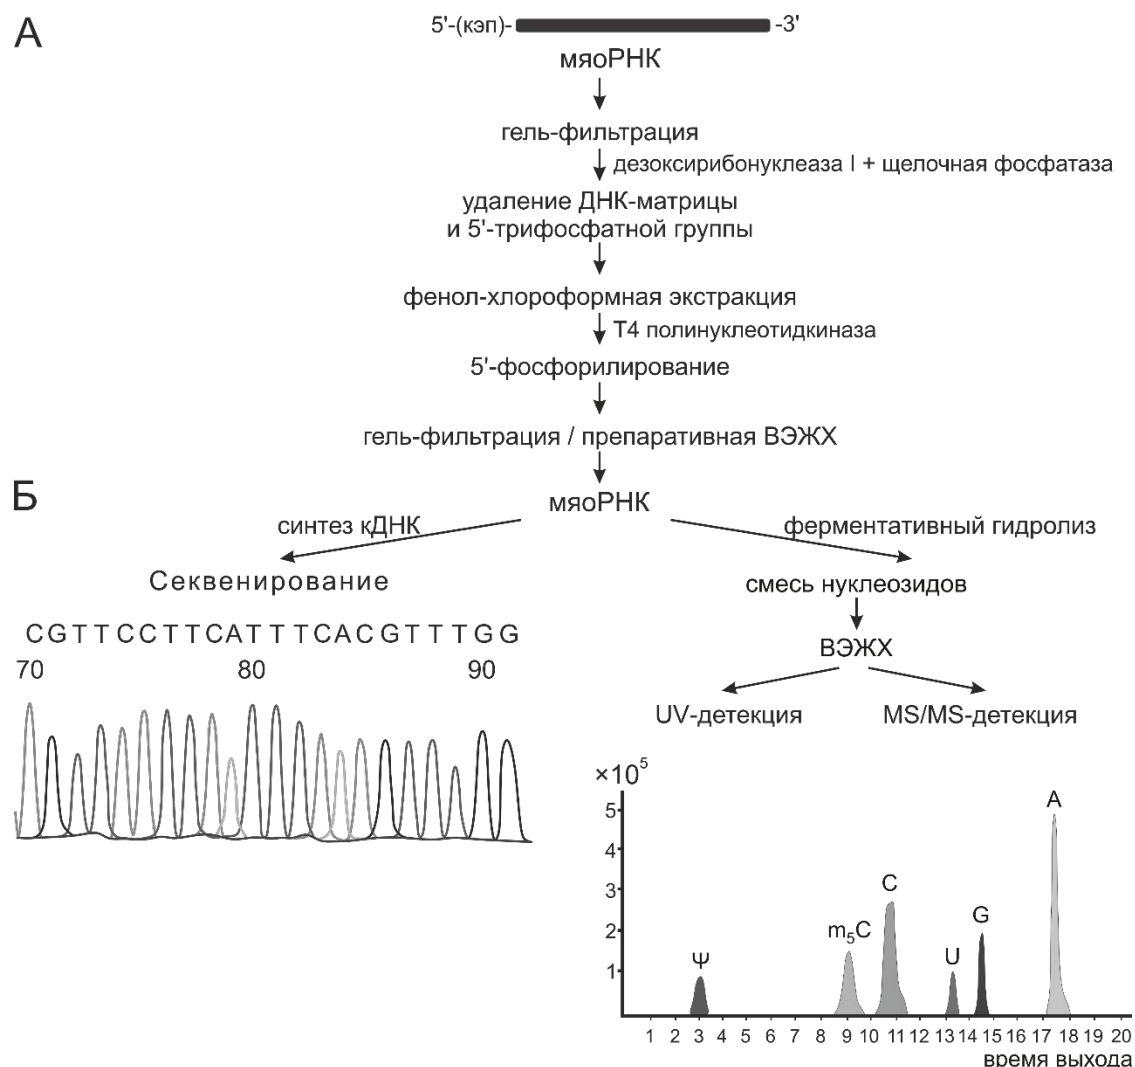 А
5'-(кэп)- -3'
мяоРНК
гель-фильтрация
дезоксирибонуклеаза I + щелочная фосфатаза
удаление ДНК-матрицы
и 5'-трифосфатной группы
фенол-хлороформная экстракция
Т4 полинуклеотидкиназа
5'-фосфорилирование
гель-фильтрация / препаративная ВЭЖХ
Б
мяоРНК
синтез кДНК
Секвенирование
CGTTCCTTCATTTCACGTTTGG
70 80 90
ферментативный гидролиз
смесь нуклеозидов
ВЭЖХ
UV-детекция MS/MS-детекция
×10⁵
5
4
3
2
1
Ψ m₅C C U G A
1 2 3 4 5 6 7 8 9 10 11 12 13 14 15 16 17 18 19 20
время выхода